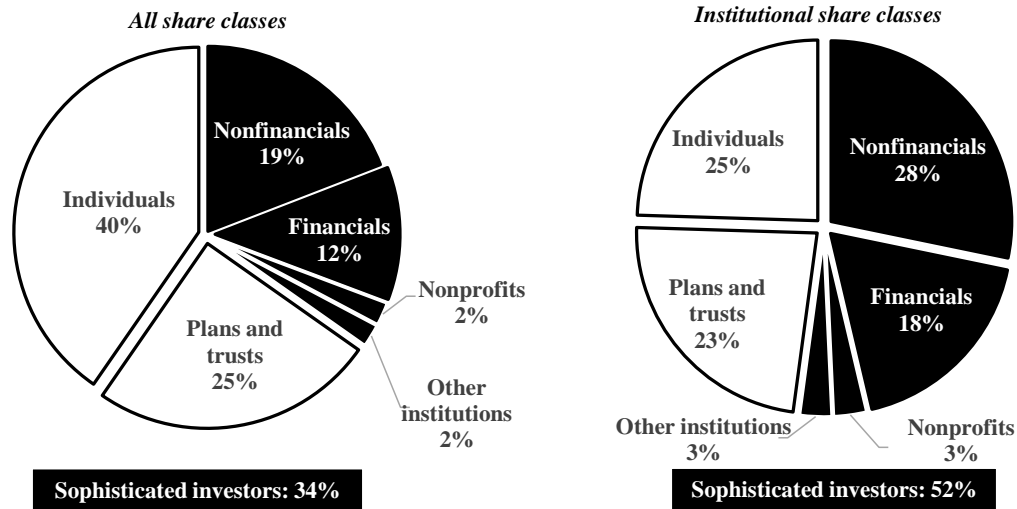 All share classes
Nonfinancials
19%
Financials
12%
Nonprofits
2%
Other
institutions
2%
Plans and
trusts
25%
Individuals
40%
Sophisticated investors: 34%
Institutional share classes
Nonfinancials
28%
Financials
18%
Nonprofits
3%
Other institutions
3%
Plans and
trusts
23%
Individuals
25%
Sophisticated investors: 52%